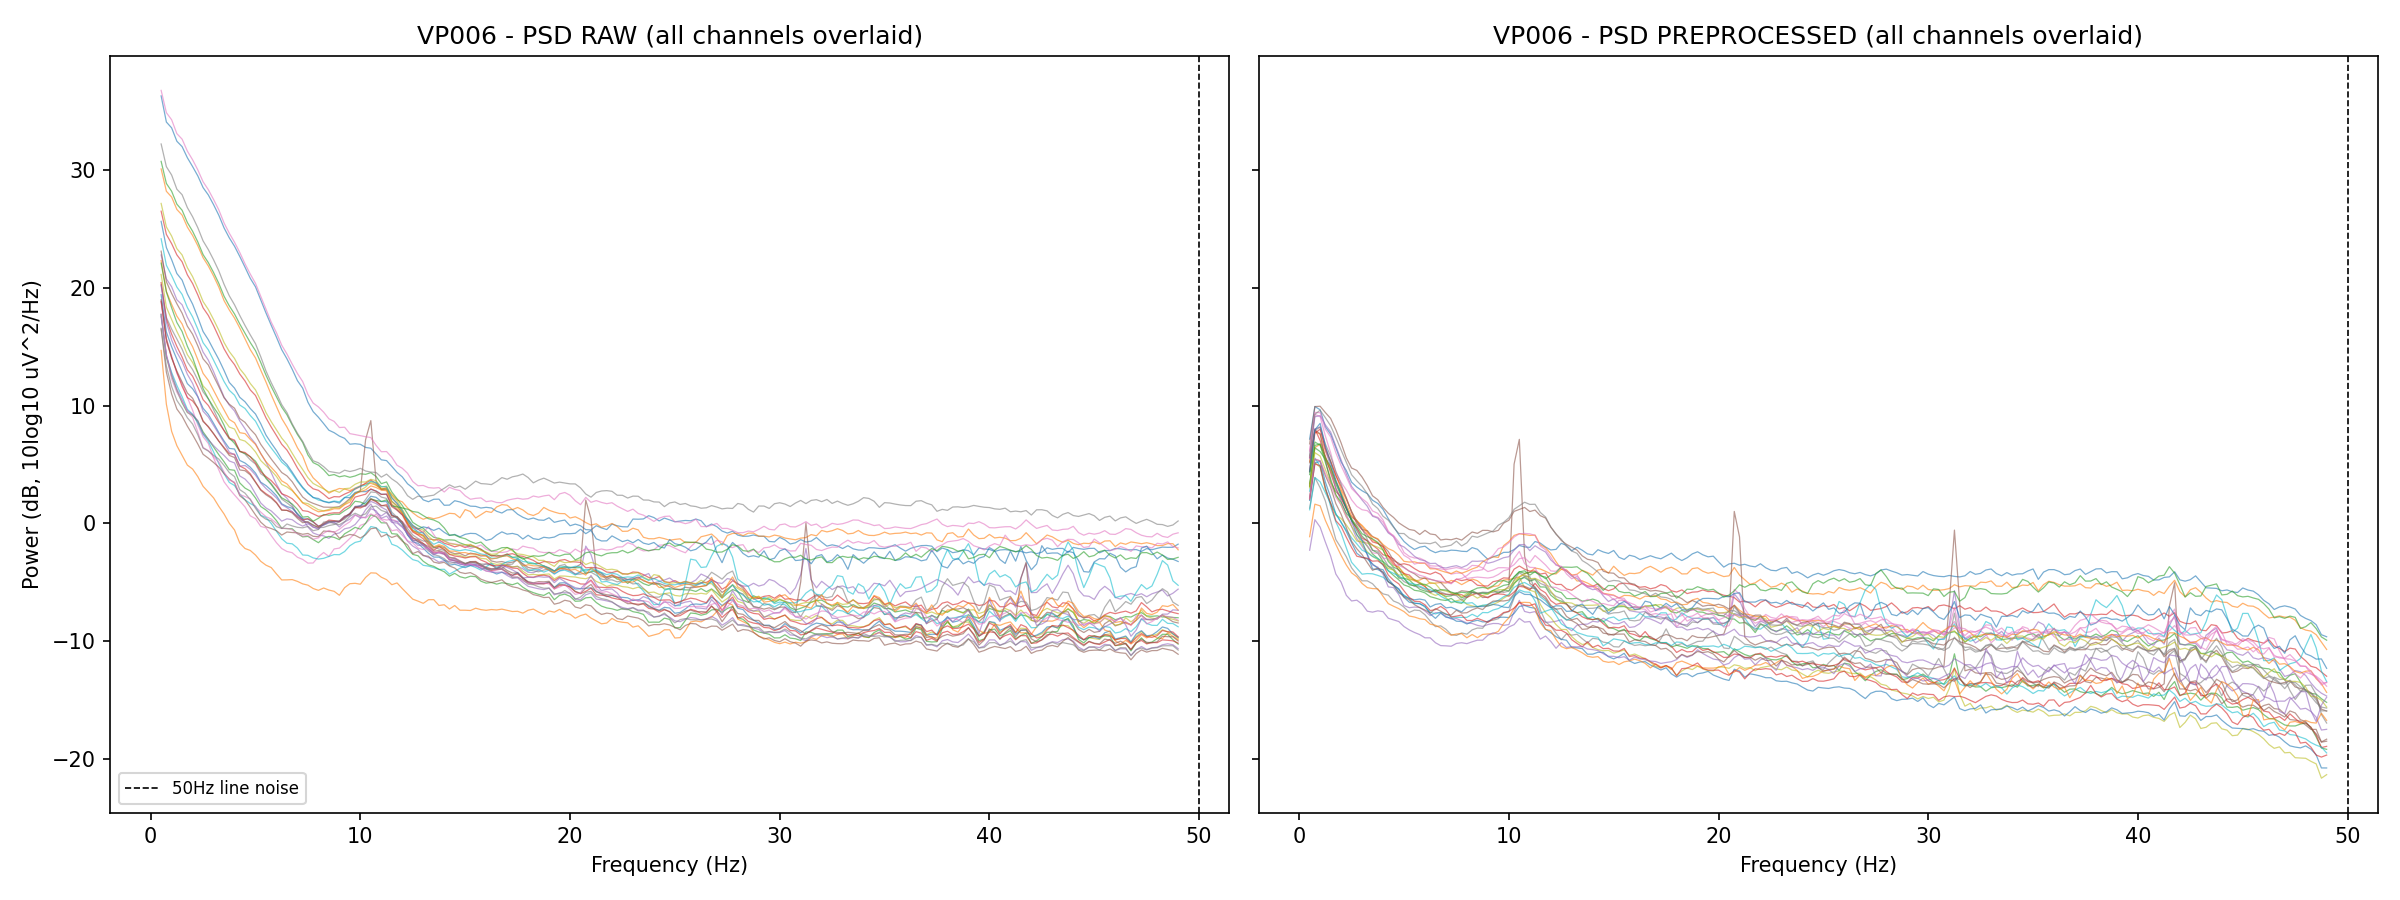 VP006 - PSD RAW (all channels overlaid)
VP006 - PSD PREPROCESSED (all channels overlaid)
Power (dB, 10log10 uV^2/Hz)
30
20
10
0
−10
−20
50Hz line noise
0 10 20 30 40 50
0 10 20 30 40 50
Frequency (Hz)
Frequency (Hz)